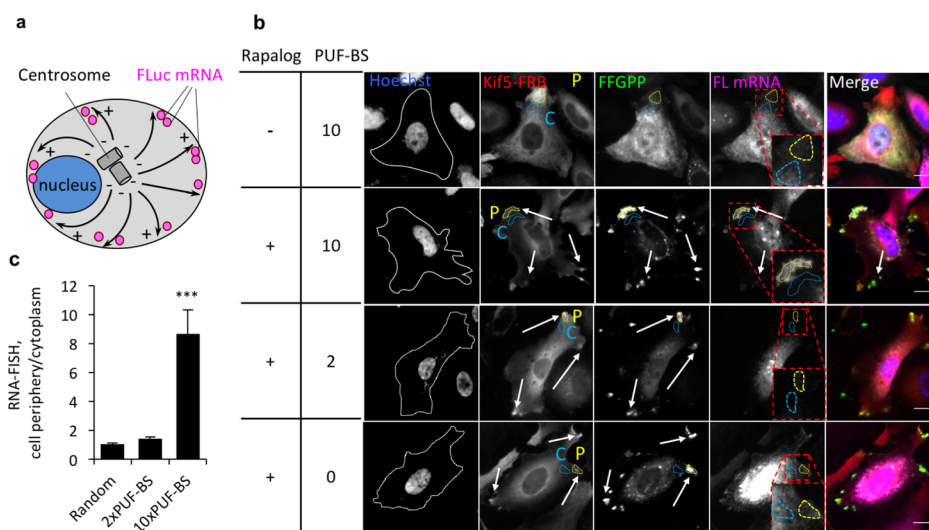 a
Centrosome
FLuc mRNA
+
+
+
+
+
-
-
-
-
-
-
nucleus
b
Rapalog PUF-BS
Hoechst Kif5-FRB FFGPP FL mRNA Merge
P
C
- 10
P
C
+ 10
P
C
+ 2
C P
+ 0
c
RNA-FISH,
cell periphery/cytoplasm
12
10
8
6
4
2
0
***
Random
2xPUF-BS
10xPUF-BS